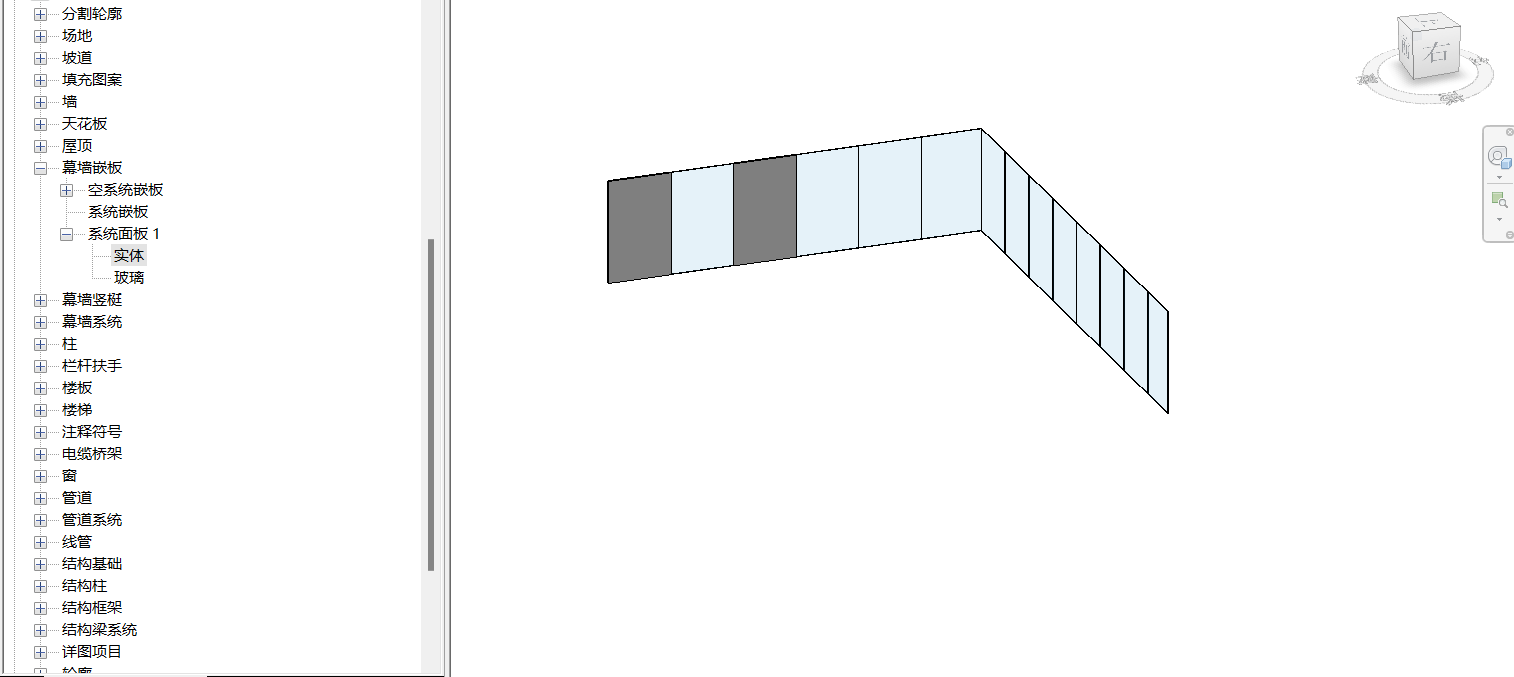 分割轮廓
场地
坡道
填充图案
墙
天花板
屋顶
幕墙嵌板
空系统嵌板
系统嵌板
系统面板 1
实体
玻璃
幕墙竖梃
幕墙系统
柱
栏杆扶手
楼板
楼梯
注释符号
电缆桥架
窗
管道
管道系统
线管
结构基础
结构柱
结构框架
结构梁系统
详图项目
轮廓
右